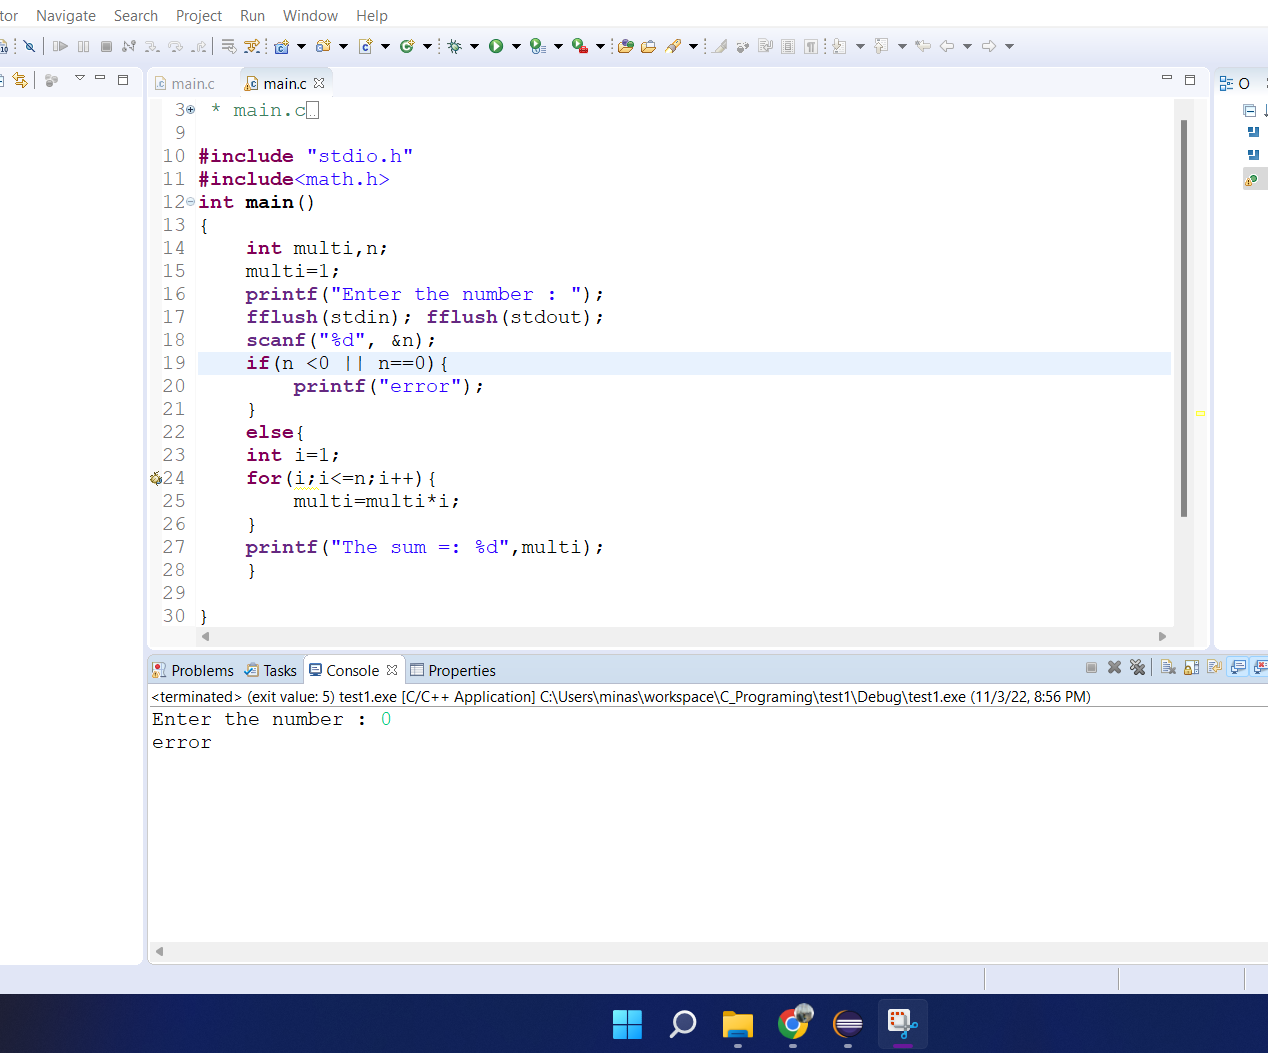 tor Navigate Search Project Run Window Help
main.c main.c O
3 * main.c
9
10 #include "stdio.h"
11 #include<math.h>
12 int main()
13 {
14 int multi,n;
15 multi=1;
16 printf("Enter the number : ");
17 fflush(stdin); fflush(stdout);
18 scanf("%d", &n);
19 if(n <0 || n==0){
20 printf("error");
21 }
22 else{
23 int i=1;
24 for(i;i<=n;i++){
25 multi=multi*i;
26 }
27 printf("The sum =: %d",multi);
28 }
29
30 }
Problems Tasks Console Properties
<terminated> (exit value: 5) test1.exe [C/C++ Application] C:\Users\minas\workspace\C_Programing\test1\Debug\test1.exe (11/3/22, 8:56 PM)
Enter the number : 0
error